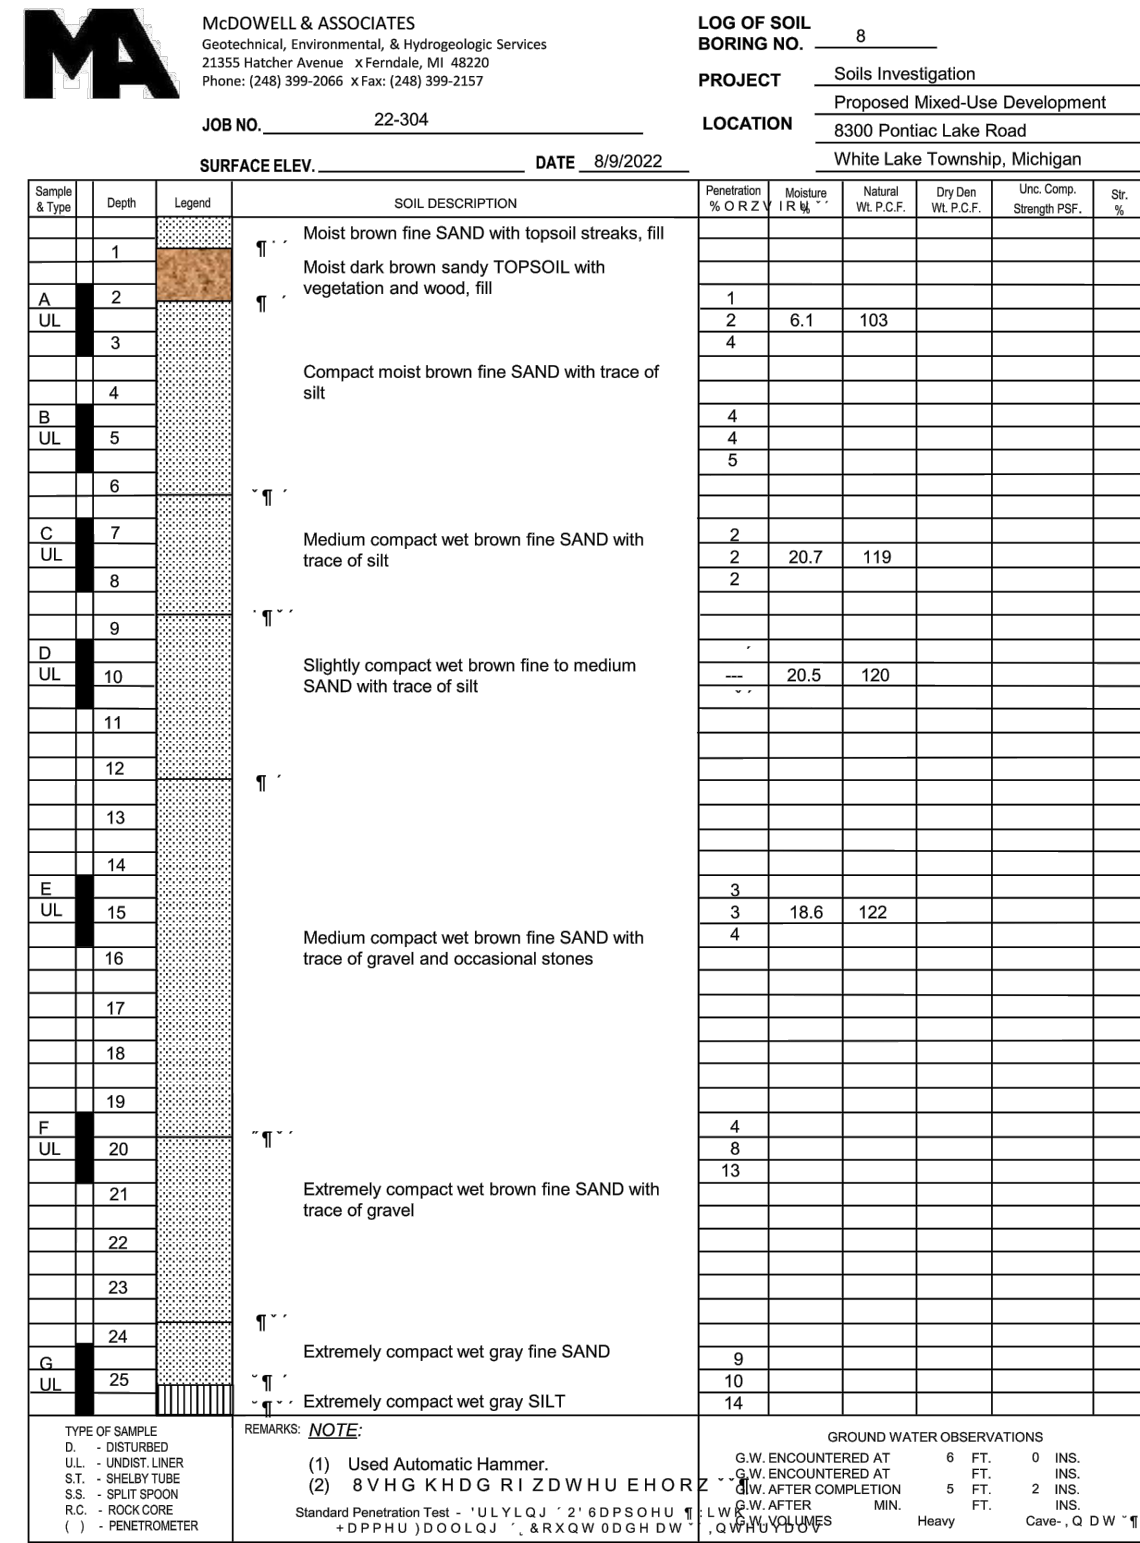 MA
McDOWELL & ASSOCIATES
Geotechnical, Environmental, & Hydrogeologic Services
21355 Hatcher Avenue x Ferndale, MI 48220
Phone: (248) 399-2066 x Fax: (248) 399-2157
JOB NO. 22-304
SURFACE ELEV. DATE 8/9/2022
LOG OF SOIL
BORING NO. 8
PROJECT Soils Investigation
Proposed Mixed-Use Development
LOCATION 8300 Pontiac Lake Road
White Lake Township, Michigan
Sample & Type Depth Legend SOIL DESCRIPTION Penetration Moisture % Natural Wt. P.C.F. Dry Den Wt. P.C.F. Unc. Comp. Strength PSF. Str. %
Moist brown fine SAND with topsoil streaks, fill
1
Moist dark brown sandy TOPSOIL with
vegetation and wood, fill
A 2 1
UL 2 6.1 103
3 4
Compact moist brown fine SAND with trace of
silt
4
B 4
UL 5 4
5
6
C 7 2
Medium compact wet brown fine SAND with
UL trace of silt 2 20.7 119
8 2
9
D
Slightly compact wet brown fine to medium
UL 10 --- 20.5 120
SAND with trace of silt
11
12
13
14
E 3
UL 15 3 18.6 122
Medium compact wet brown fine SAND with 4
16 trace of gravel and occasional stones
17
18
19
F 4
UL 20 8
13
21 Extremely compact wet brown fine SAND with
trace of gravel
22
23
24
Extremely compact wet gray fine SAND
G 9
UL 25 10
Extremely compact wet gray SILT 14
TYPE OF SAMPLE
D. - DISTURBED
U.L. - UNDIST. LINER
S.T. - SHELBY TUBE
S.S. - SPLIT SPOON
R.C. - ROCK CORE
( ) - PENETROMETER
REMARKS: NOTE:
(1) Used Automatic Hammer.
(2) 8VHG KHDG RI ZDWHU EHORZ
Standard Penetration Test -
GROUND WATER OBSERVATIONS
G.W. ENCOUNTERED AT 6 FT. 0 INS.
G.W. ENCOUNTERED AT FT. INS.
G.W. AFTER COMPLETION 5 FT. 2 INS.
G.W. AFTER MIN. FT. INS.
G.W. VOLUMES Heavy Cave-